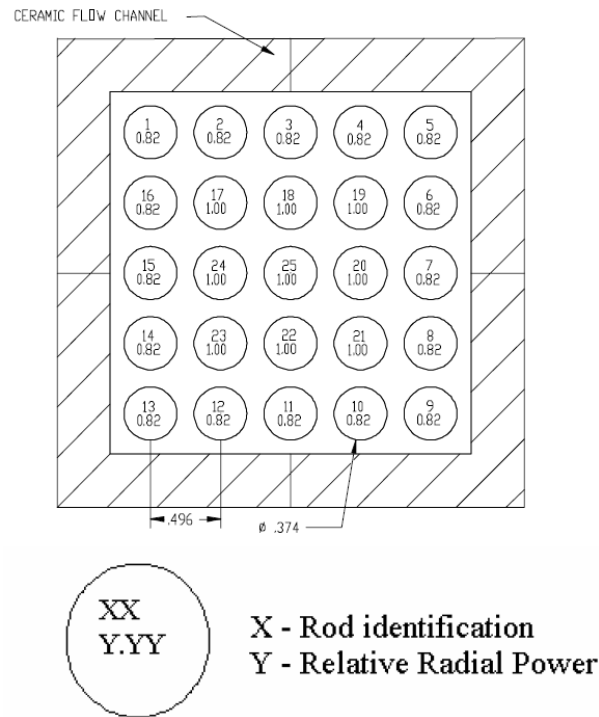 CERAMIC FLOW CHANNEL
1 2 3 4 5
0.82 0.82 0.82 0.82 0.82
16 17 18 19 6
0.82 1.00 1.00 1.00 0.82
15 24 25 20 7
0.82 1.00 1.00 1.00 0.82
14 23 22 21 8
0.82 1.00 1.00 1.00 0.82
13 12 11 10 9
0.82 0.82 0.82 0.82 0.82
.496
ø .374
XX
Y.YY
X - Rod identification
Y - Relative Radial Power